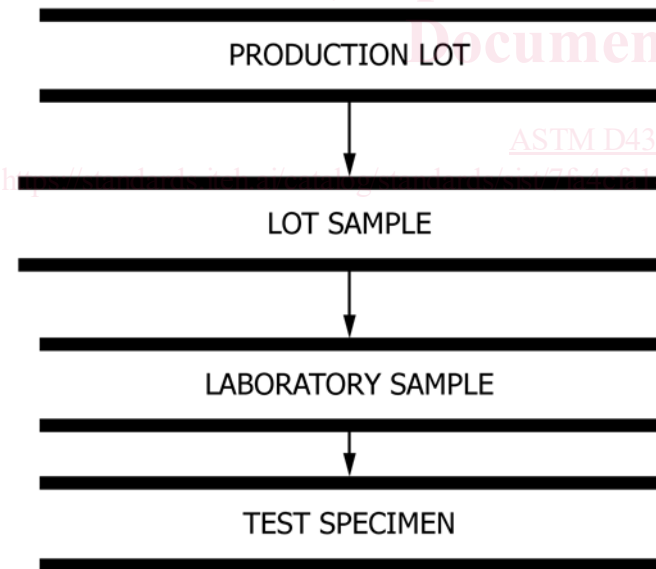 Documen
PRODUCTION LOT
ASTM D43
LOT SAMPLE
LABORATORY SAMPLE
TEST SPECIMEN